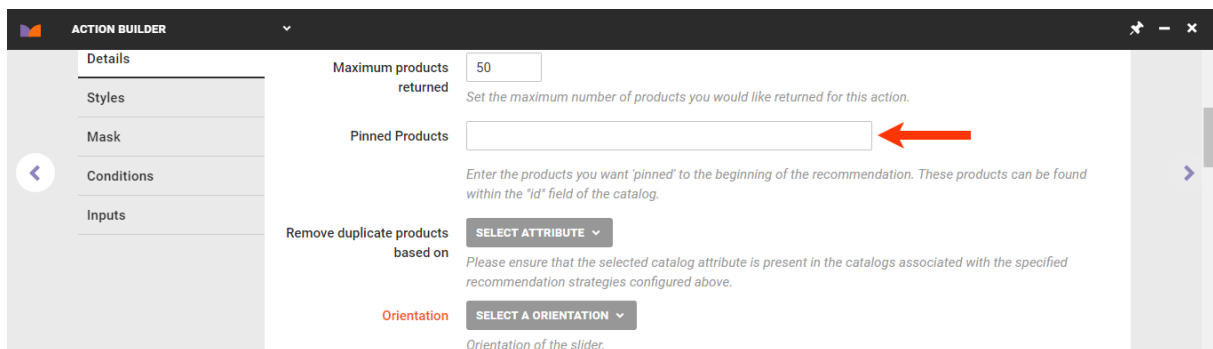 ACTION BUILDER
Details
Styles
Mask
Conditions
Inputs
Maximum products
returned
50
Set the maximum number of products you would like returned for this action.
Pinned Products
Enter the products you want 'pinned' to the beginning of the recommendation. These products can be found
within the "id" field of the catalog.
Remove duplicate products
based on
SELECT ATTRIBUTE
Please ensure that the selected catalog attribute is present in the catalogs associated with the specified
recommendation strategies configured above.
Orientation
SELECT A ORIENTATION
Orientation of the slider.